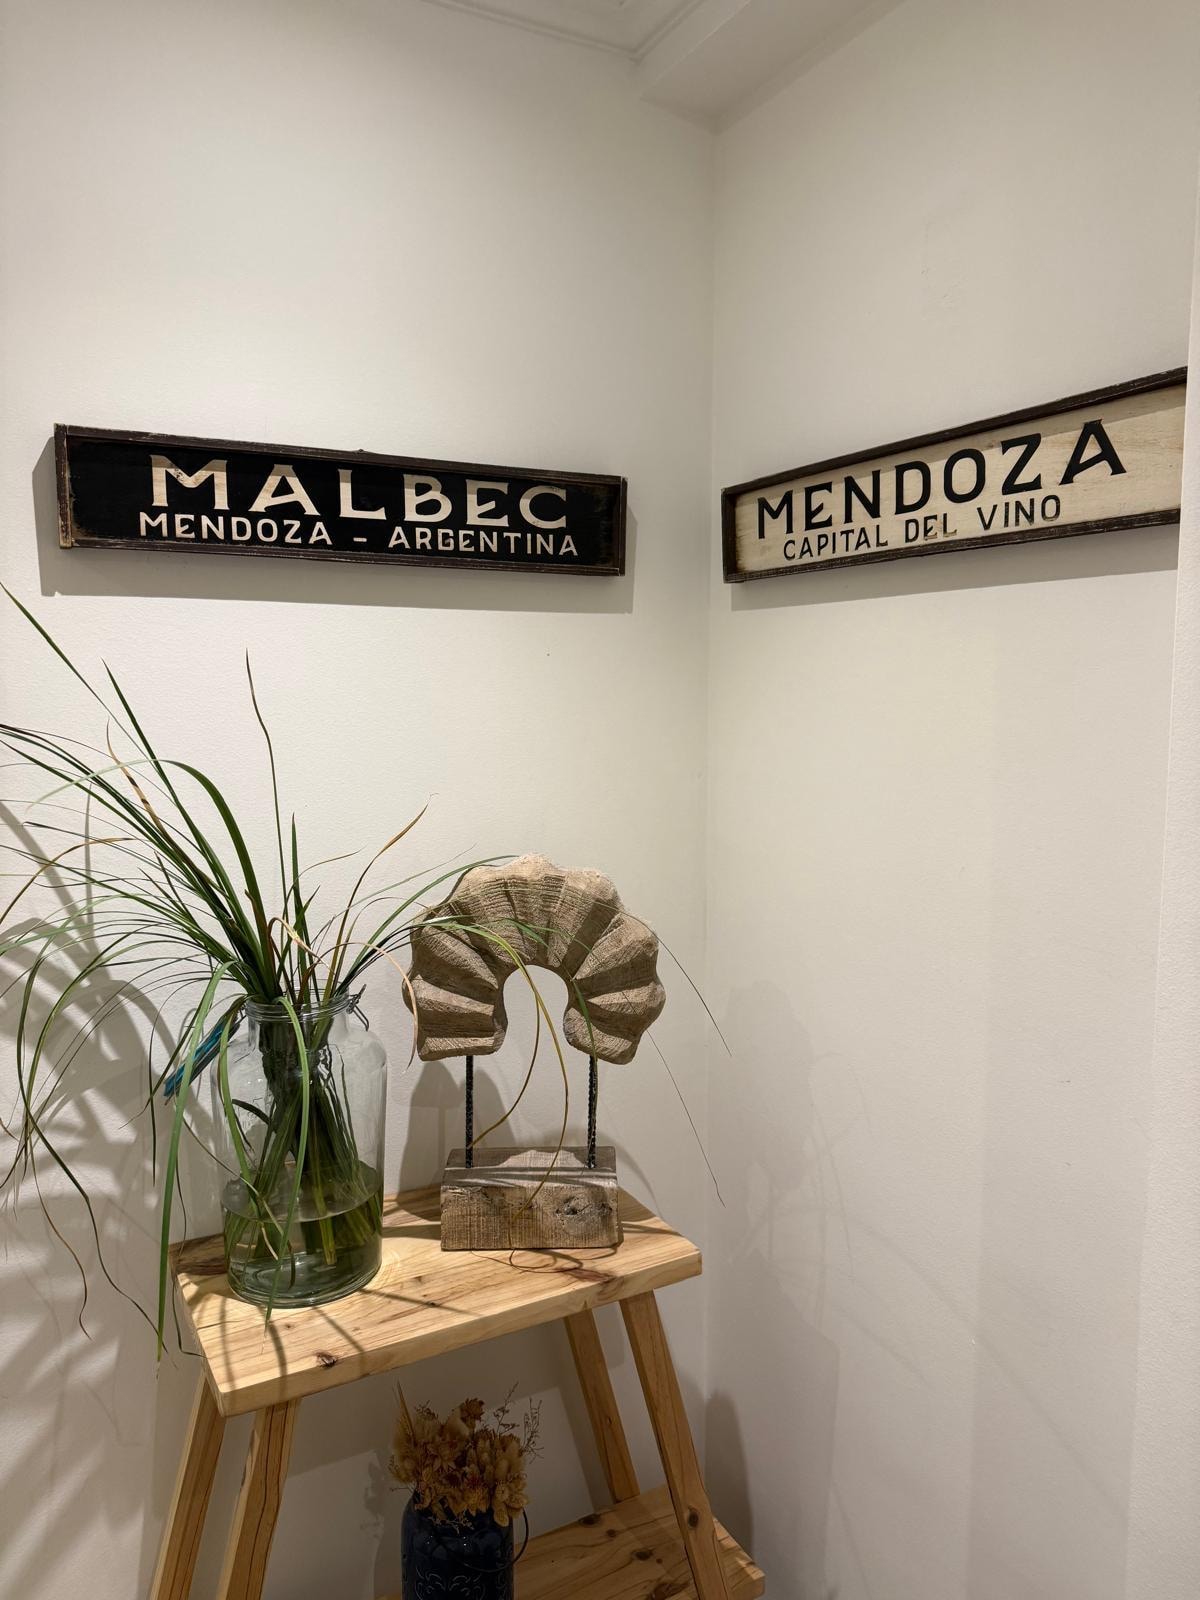 MALBEC
MENDOZA - ARGENTINA
MENDOZA
CAPITAL DEL VINO